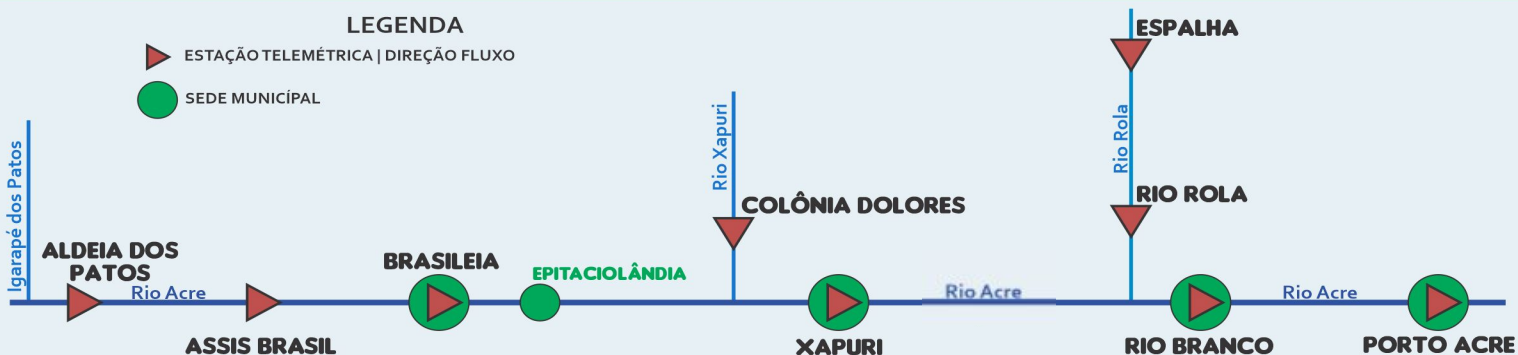 LEGENDA
ESTAÇÃO TELEMÉTRICA | DIREÇÃO FLUXO
SEDE MUNICÍPAL
Igarapé dos Patos
ALDEIA DOS
PATOS
Rio Acre
ASSIS BRASIL
BRASILEIA
EPITACIOLÂNDIA
Rio Xapuri
COLÔNIA DOLORES
XAPURI
Rio Acre
ESPALHA
Rio Rola
RIO ROLA
RIO BRANCO
Rio Acre
PORTO ACRE